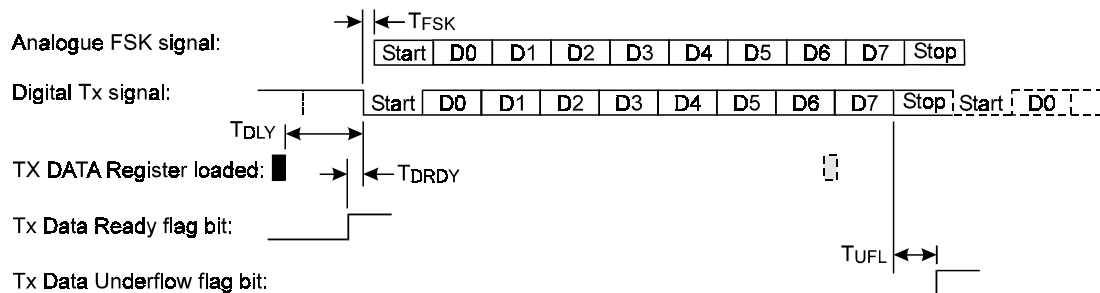 TFSK
Analogue FSK signal: Start D0 D1 D2 D3 D4 D5 D6 D7 Stop
Digital Tx signal: Start D0 D1 D2 D3 D4 D5 D6 D7 Stop Start D0
TDLY
TX DATA Register loaded: TDRDY
Tx Data Ready flag bit:
TUFL
Tx Data Underflow flag bit: